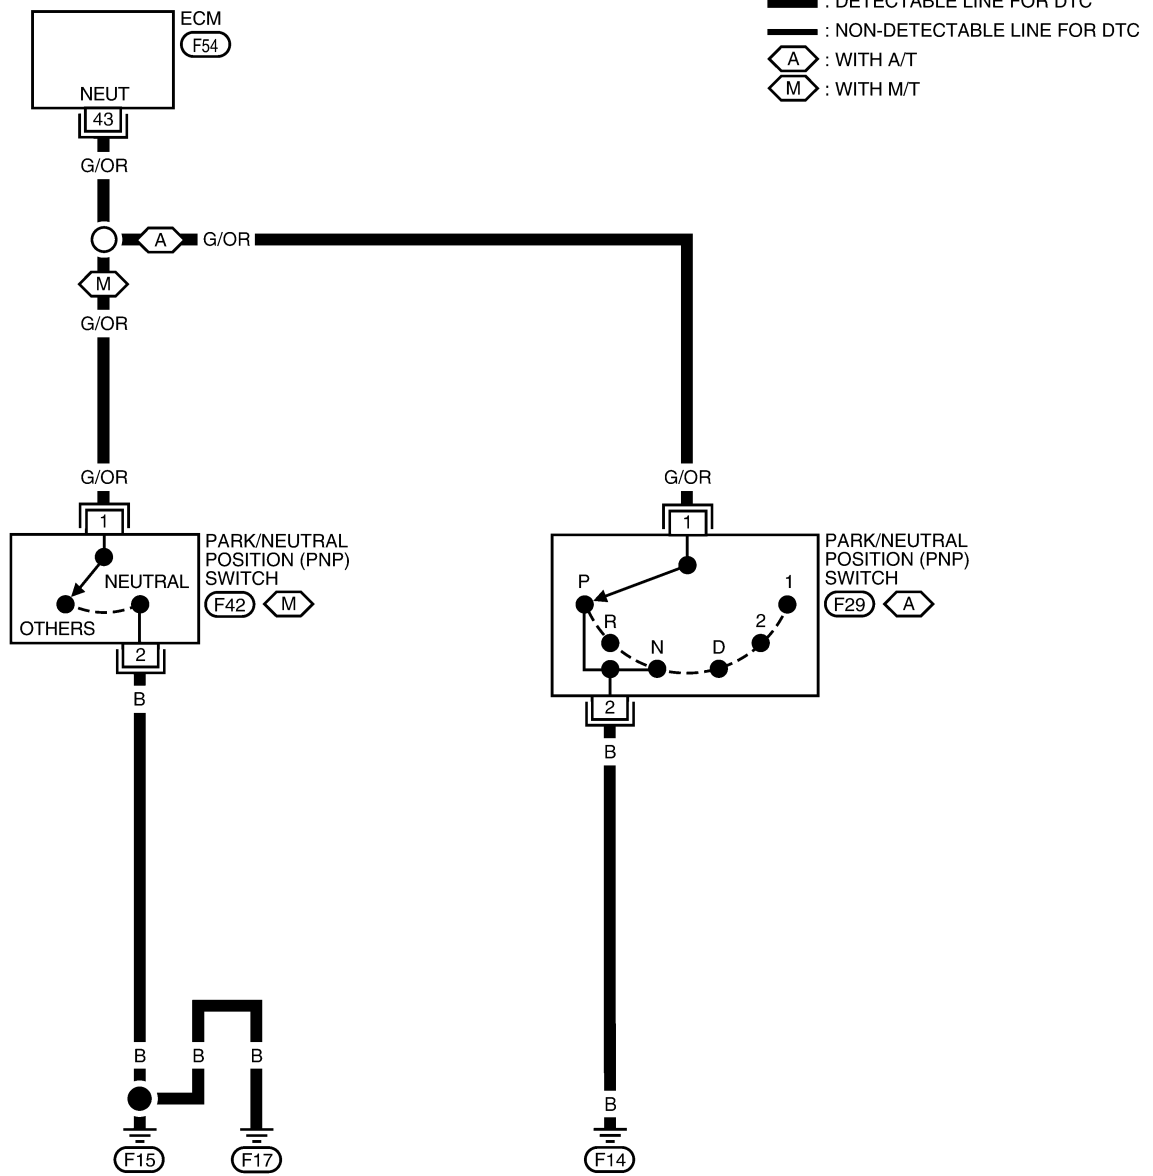 : DETECTABLE LINE FOR DTC
: NON-DETECTABLE LINE FOR DTC
A : WITH A/T
M : WITH M/T
ECM
F54
NEUT
43
G/OR
A
G/OR
M
G/OR
G/OR
G/OR
1
PARK/NEUTRAL
POSITION (PNP)
SWITCH
F42 M
NEUTRAL
OTHERS
2
B
1
PARK/NEUTRAL
POSITION (PNP)
SWITCH
F29 A
P
R
N
D
2
1
2
B
B
B
B
B
F15
F17
F14